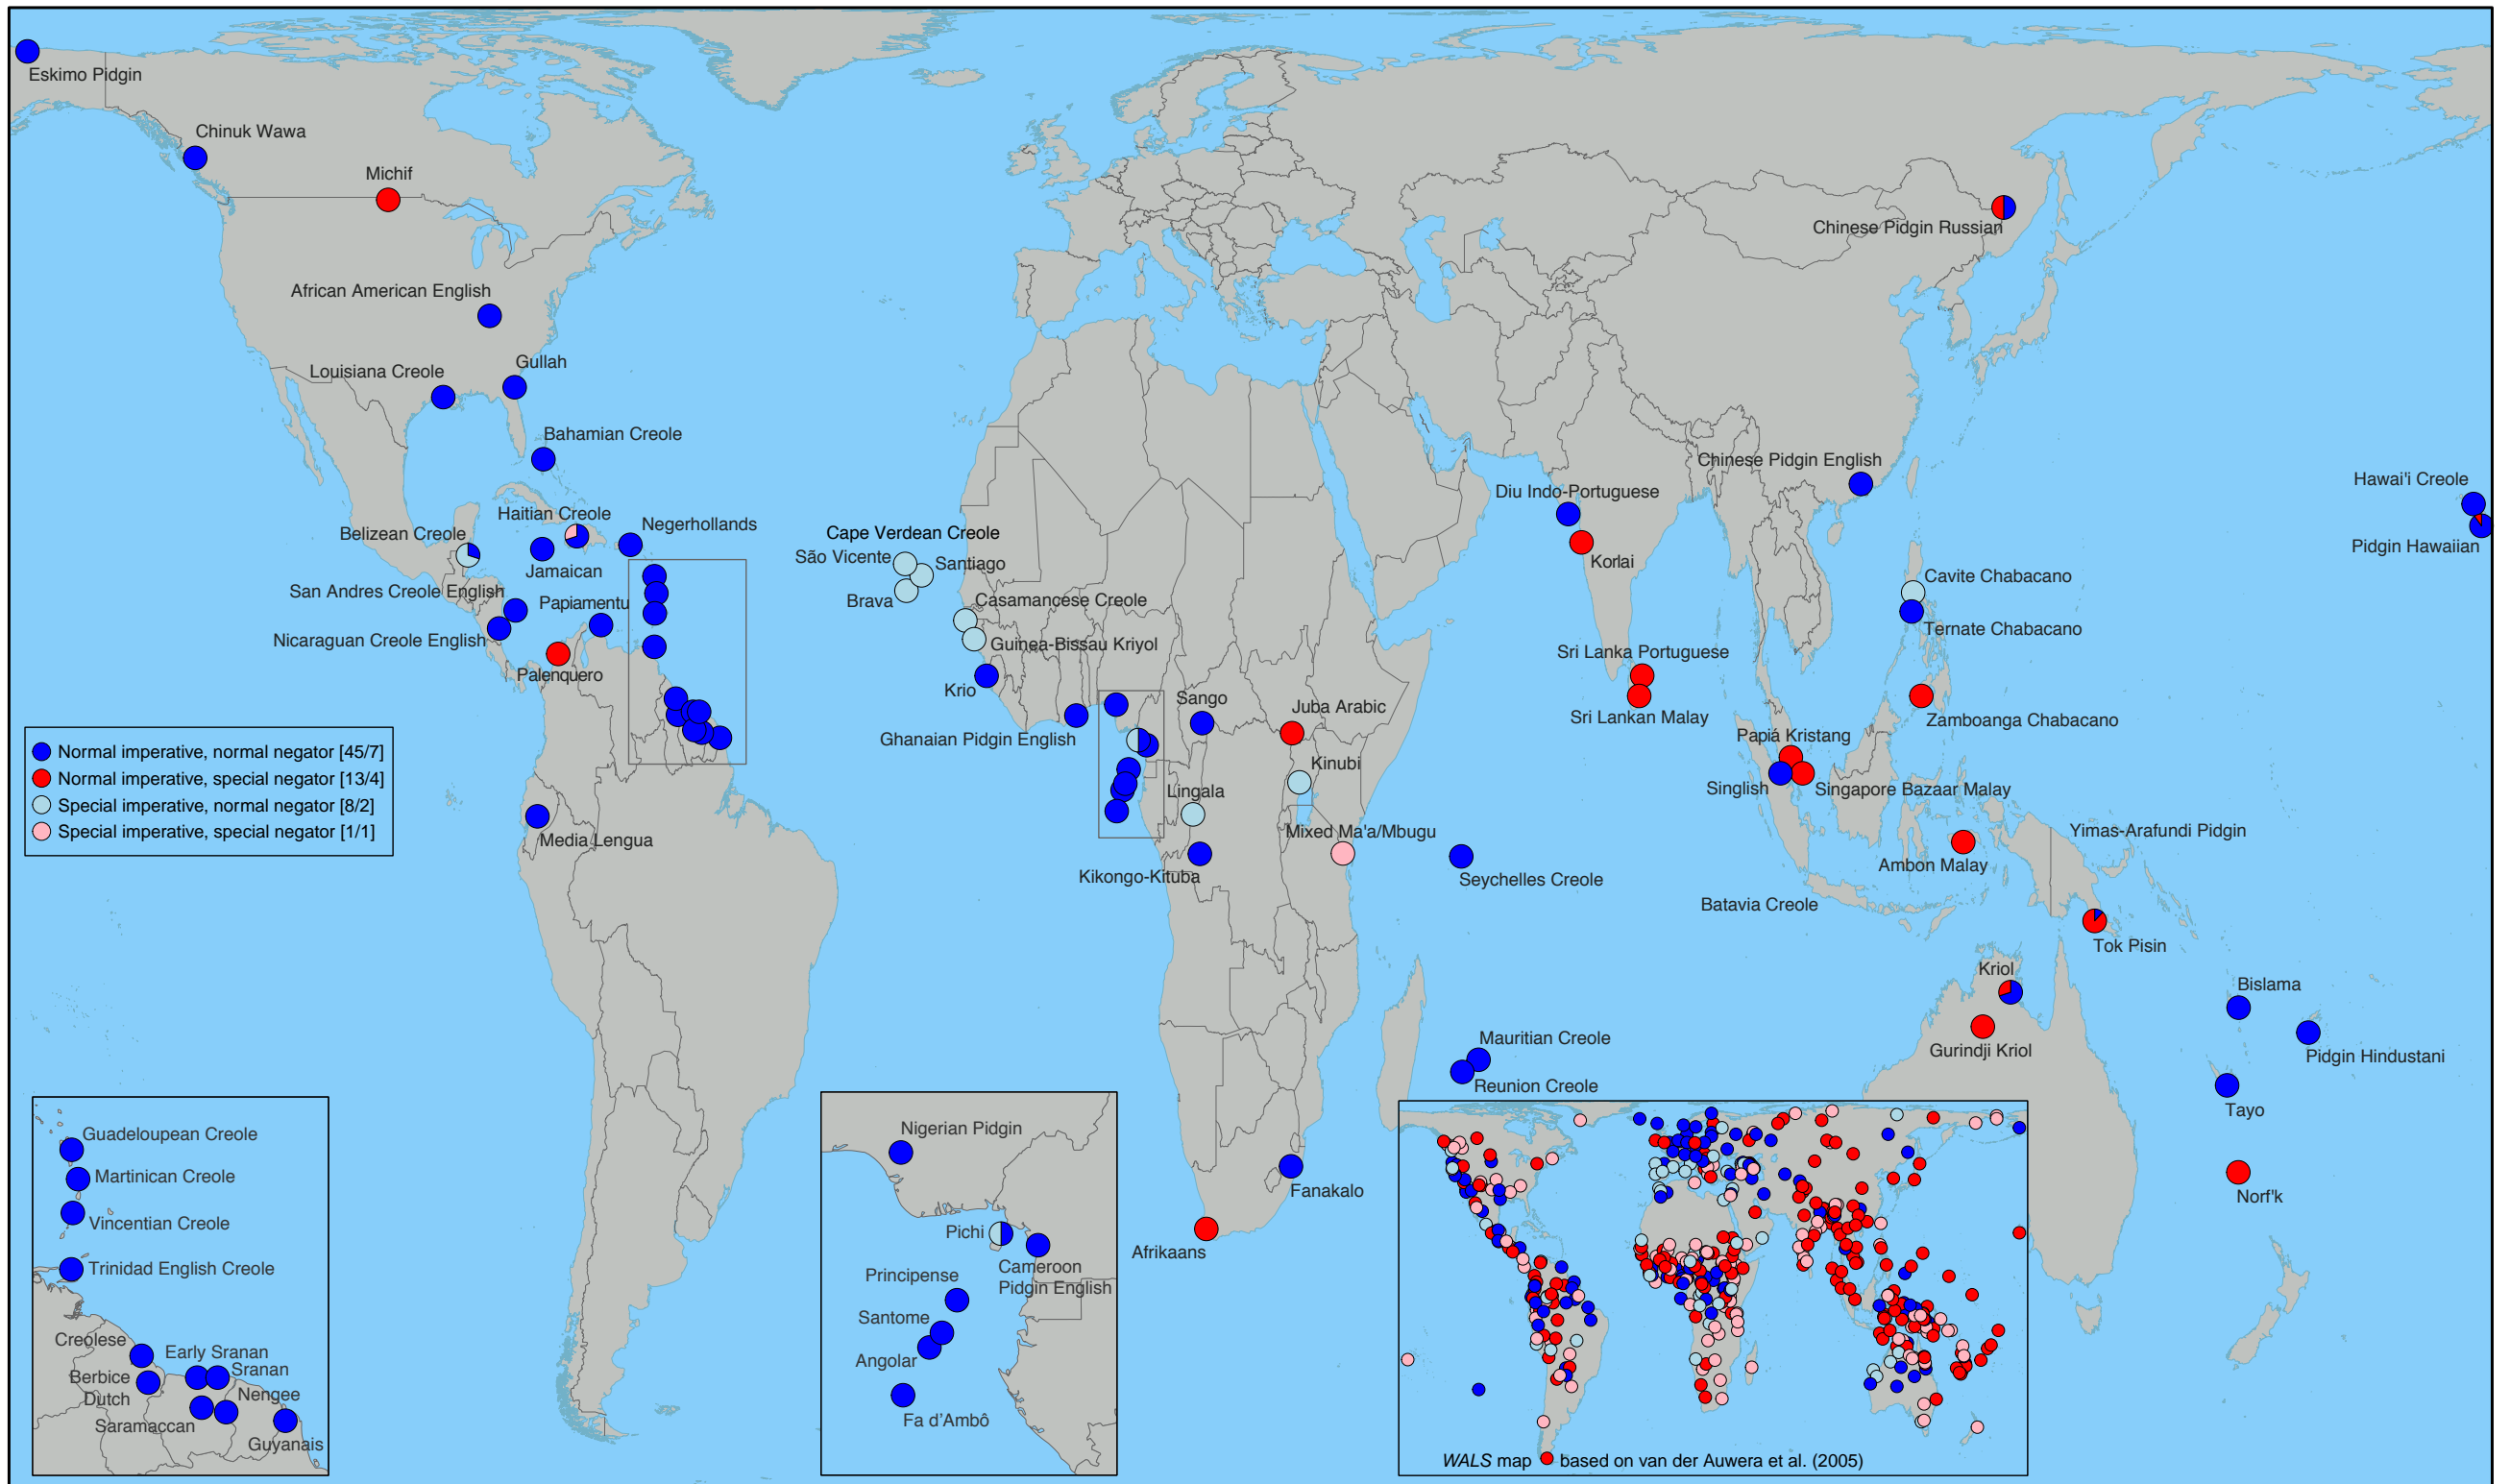 Eskimo Pidgin
Chinuk Wawa
Michif
Chinese Pidgin Russian
African American English
Gullah
Louisiana Creole
Bahamian Creole
Chinese Pidgin English
Hawai'i Creole
Diu Indo-Portuguese
Haitian Creole
Negerhollands
Belizean Creole
Cape Verdean Creole
São Vicente
Santiago
Pidgin Hawaiian
Korlai
Jamaican
Cavite Chabacano
San Andres Creole English
Papiamentu
Brava
Casamancese Creole
Ternate Chabacano
Nicaraguan Creole English
Guinea-Bissau Kriyol
Sri Lanka Portuguese
Palenquero
Krio
Sango
Juba Arabic
Sri Lankan Malay
Zamboanga Chabacano
Ghanaian Pidgin English
Papiá Kristang
Normal imperative, normal negator [45/7]
Normal imperative, special negator [13/4]
Special imperative, normal negator [8/2]
Special imperative, special negator [1/1]
Kinubi
Lingala
Singlish
Singapore Bazaar Malay
Media Lengua
Mixed Ma'a/Mbugu
Yimas-Arafundi Pidgin
Ambon Malay
Kikongo-Kituba
Seychelles Creole
Batavia Creole
Tok Pisin
Kriol
Bislama
Mauritian Creole
Gurindji Kriol
Pidgin Hindustani
Reunion Creole
Tayo
Guadeloupean Creole
Martinican Creole
Vincentian Creole
Trinidad English Creole
Creolese
Early Sranan
Sranan
Berbice
Dutch
Nengee
Saramaccan
Guyanais
Nigerian Pidgin
Pichi
Cameroon
Pidgin English
Principense
Santome
Angolar
Fa d'Ambô
Fanakalo
Afrikaans
Norf'k
WALS map based on van der Auwera et al. (2005)